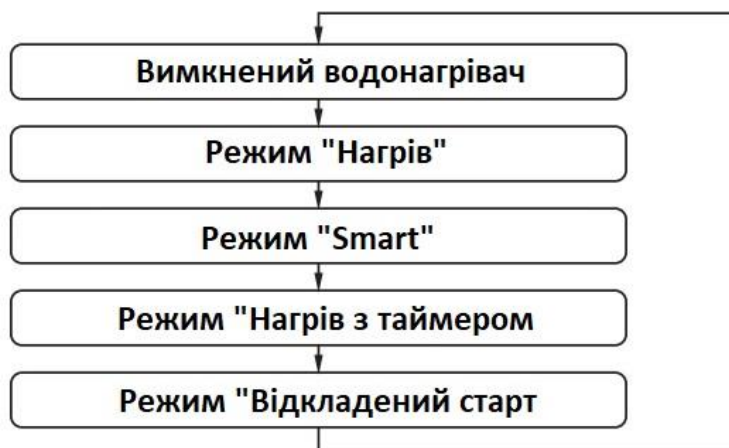 Вимкнений водонагрівач
Режим "Нагрів"
Режим "Smart"
Режим "Нагрів з таймером
Режим "Відкладений старт